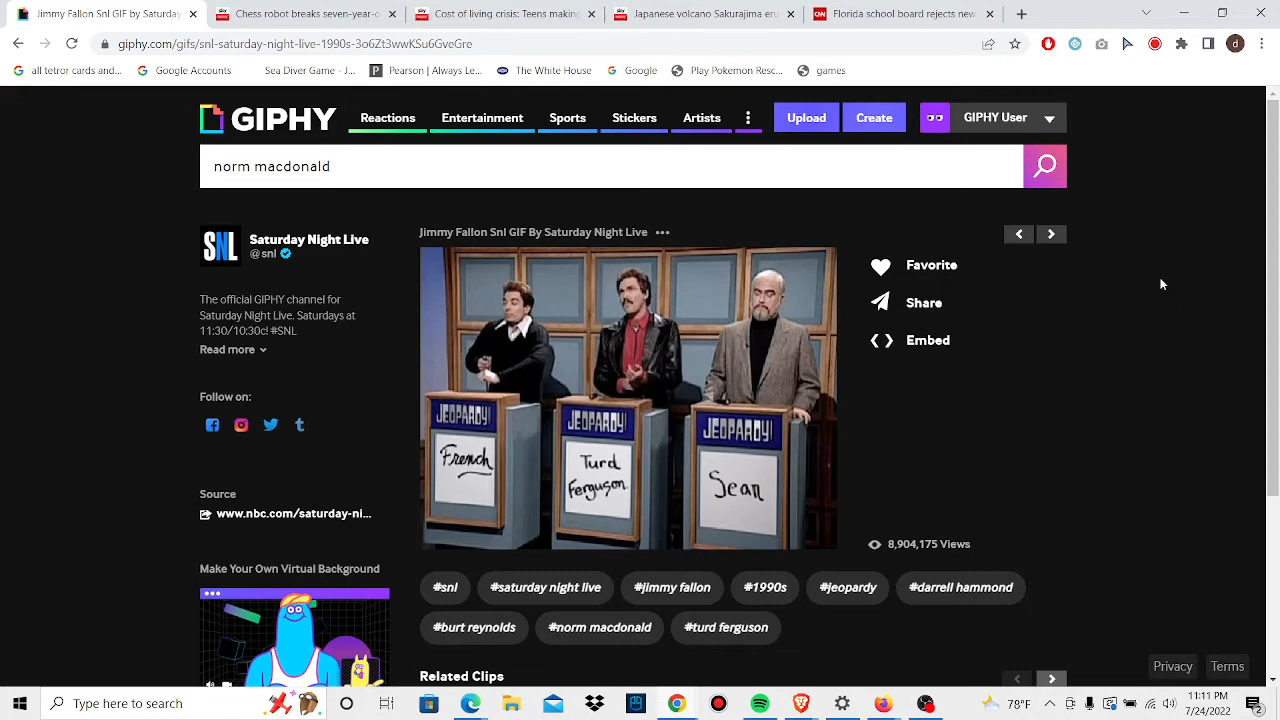 Jimmy Fallon Snl GIF By Saturday
Chess robot breaks seven-year-
Cost of living crisis: Teens taking
Japanese volcano Sakurajima eru
CNN Florida school board rejects new
giphy.com/gifs/snl-saturday-night-live-1990s-3oGZt3wwKSu6GveGre
all tetror cards and...
Google Accounts
Sea Diver Game - J...
Pearson | Always Le...
The White House
Google
Play Pokemon Resc...
games
GIPHY
Reactions
Entertainment
Sports
Stickers
Artists
Upload
Create
GIPHY User
norm macdonald
SNL
Saturday Night Live
@snl
The official GIPHY channel for
Saturday Night Live. Saturdays at
11:30/10:30c! #SNL
Read more
Follow on:
Source
www.nbc.com/saturday-ni...
Make Your Own Virtual Background
Jimmy Fallon Snl GIF By Saturday Night Live
JEOPARDY!
French
JEOPARDY!
Turd
Ferguson
JEOPARDY!
Sean
Favorite
Share
Embed
8,904,175 Views
#snl
#saturday night live
#jimmy fallon
#1990s
#jeopardy
#darrell hammond
#burt reynolds
#norm macdonald
#turd ferguson
Related Clips
Privacy
Terms
Type here to search
78°F
11:11 PM
7/24/2022